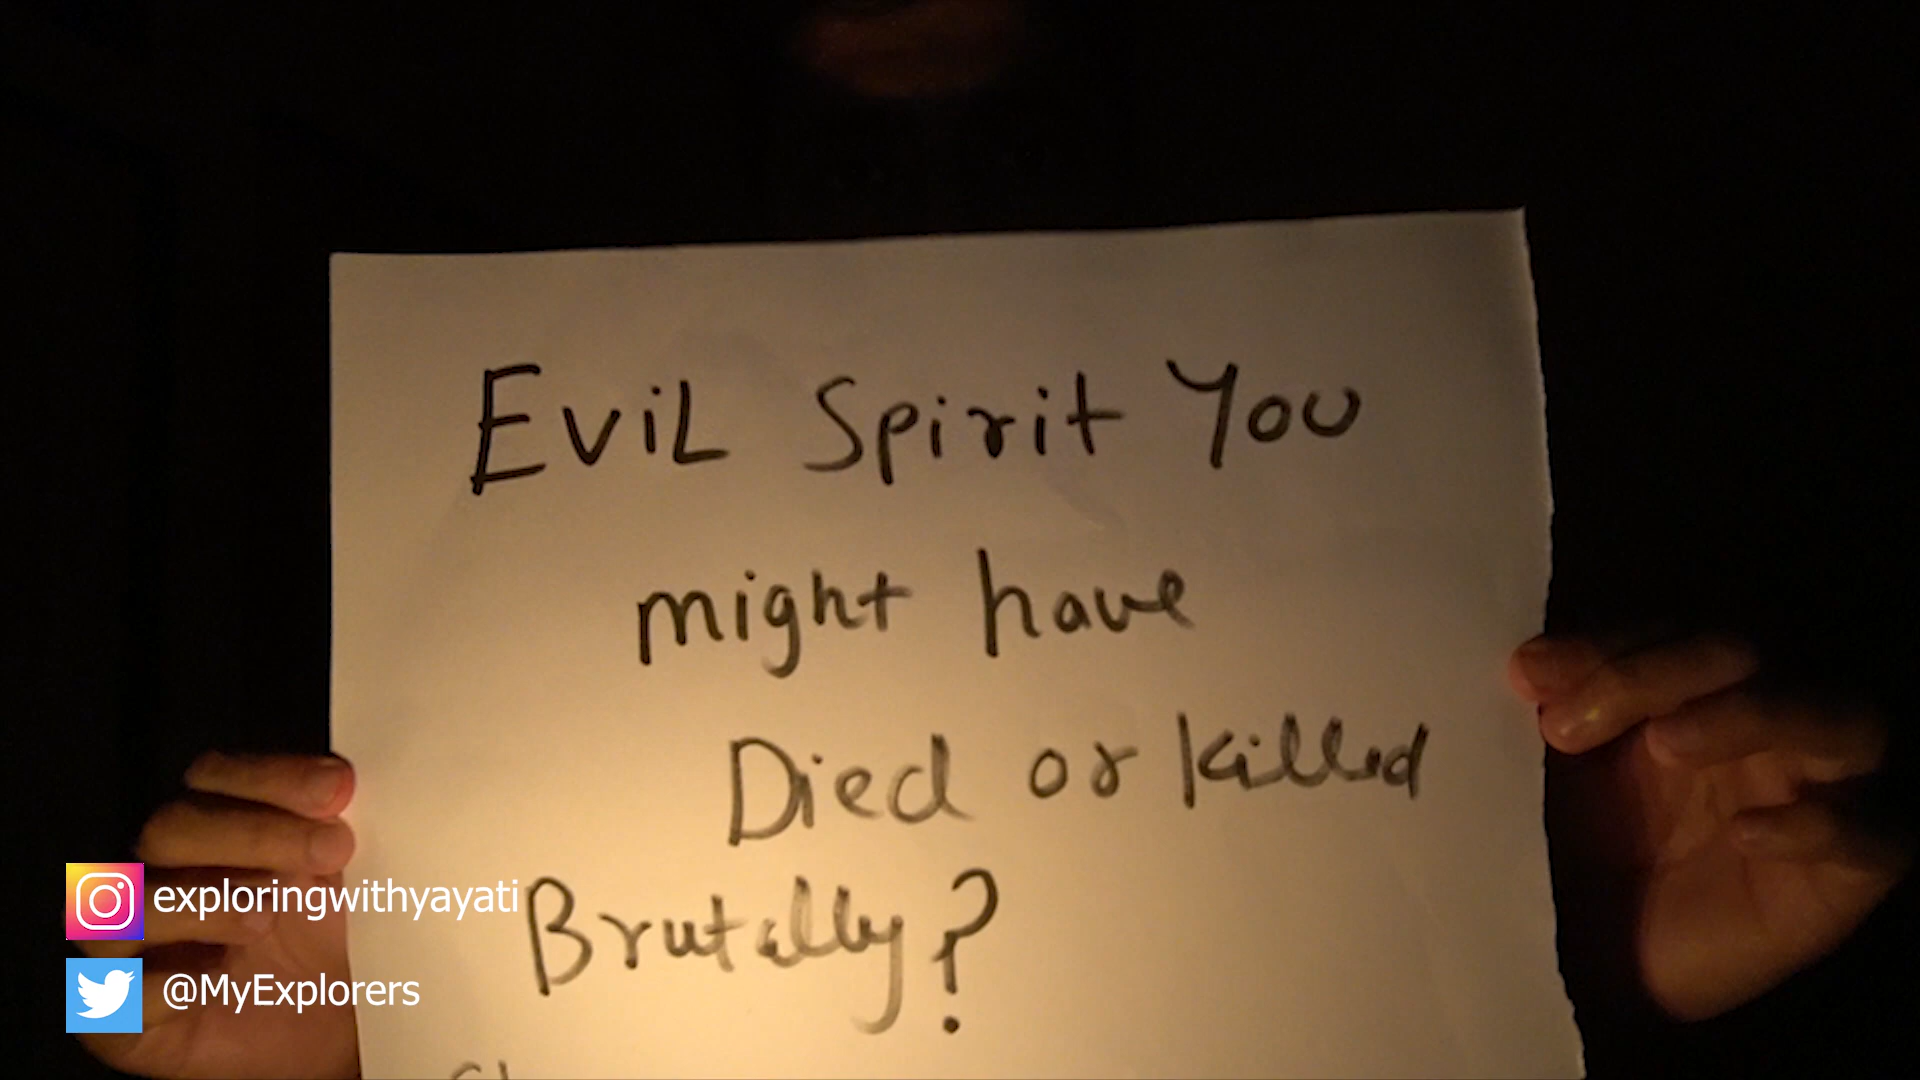 EviL Spirit You
might have
Died or killed
Brutally?
exploringwithyayati
@MyExplorers